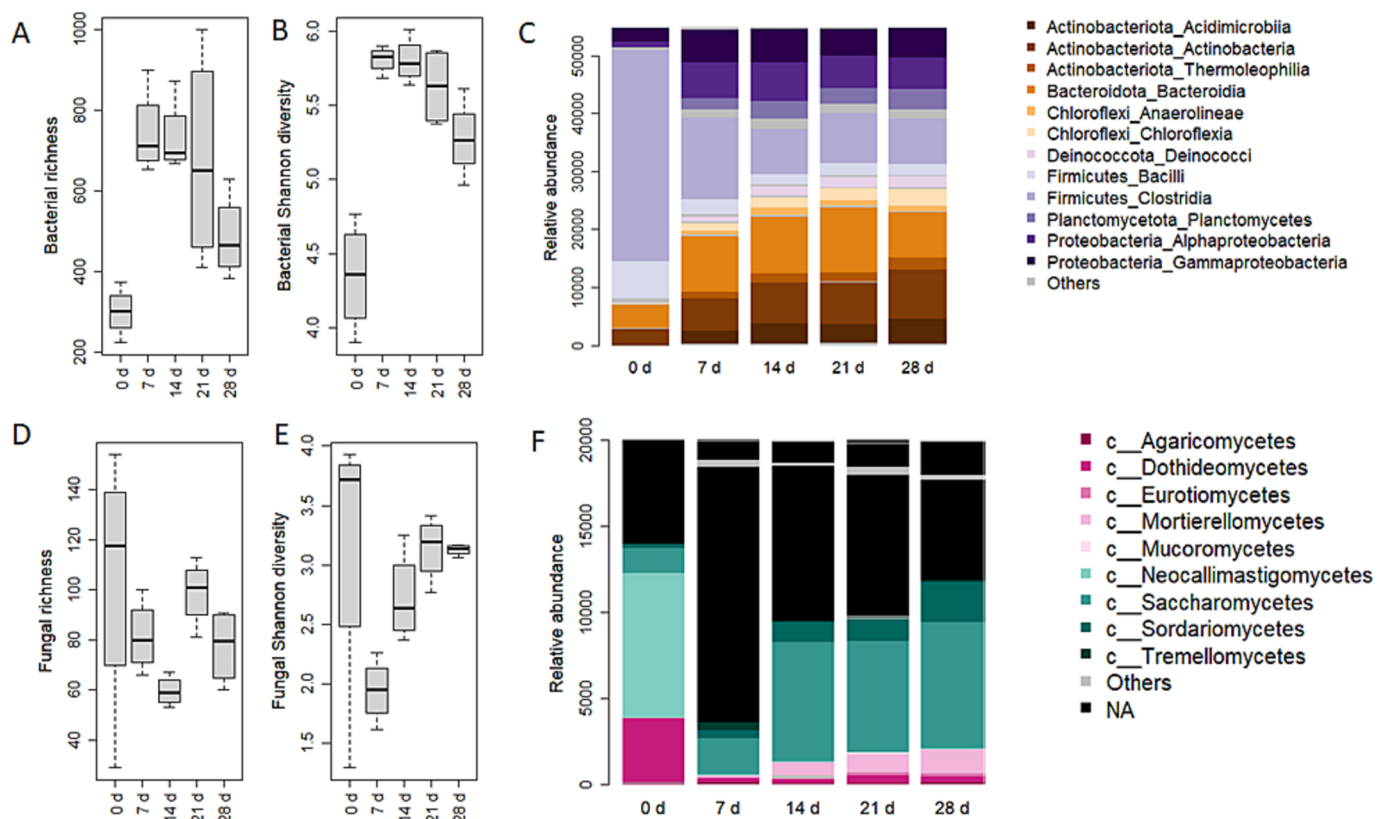 A
Bacterial richness
1000
800
600
400
200
0 d
7 d
14 d
21 d
28 d
B
Bacterial Shannon diversity
6.0
5.5
5.0
4.5
4.0
0 d
7 d
14 d
21 d
28 d
C
Relative abundance
50000
40000
30000
20000
10000
0
0 d
7 d
14 d
21 d
28 d
Actinobacteriota_Acidimicrobiia
Actinobacteriota_Actinobacteria
Actinobacteriota_Thermoleophilia
Bacteroidota_Bacteroidia
Chloroflexi_Anaerolineae
Chloroflexi_Chloroflexia
Deinococcota_Deinococci
Firmicutes_Bacilli
Firmicutes_Clostridia
Planctomycetota_Planctomycetes
Proteobacteria_Alphaproteobacteria
Proteobacteria_Gammaproteobacteria
Others
D
Fungal richness
140
120
100
80
60
40
0 d
7 d
14 d
21 d
28 d
E
Fungal Shannon diversity
4.0
3.5
3.0
2.5
2.0
1.5
0 d
7 d
14 d
21 d
28 d
F
Relative abundance
20000
15000
10000
5000
0
0 d
7 d
14 d
21 d
28 d
c__Agaricomycetes
c__Dothideomycetes
c__Eurotiomycetes
c__Mortierellomycetes
c__Mucoromycetes
c__Neocallimastigomycetes
c__Saccharomycetes
c__Sordariomycetes
c__Tremellomycetes
Others
NA